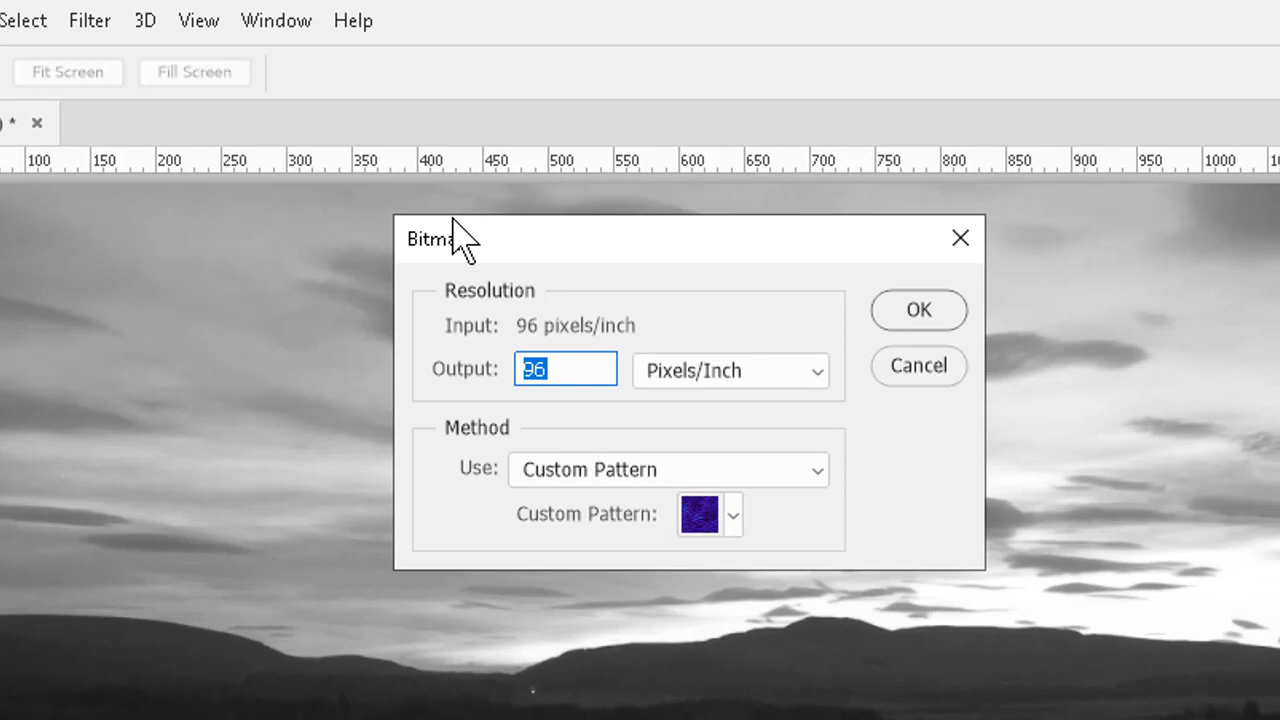 Select Filter 3D View Window Help
Fit Screen Fill Screen
) * ×
100 150 200 250 300 350 400 450 500 550 600 650 700 750 800 850 900 950 1000
Resolution
Input: 96 pixels/inch
Output: 96 Pixels/Inch
OK
Cancel
Method
Use: Custom Pattern
Custom Pattern: